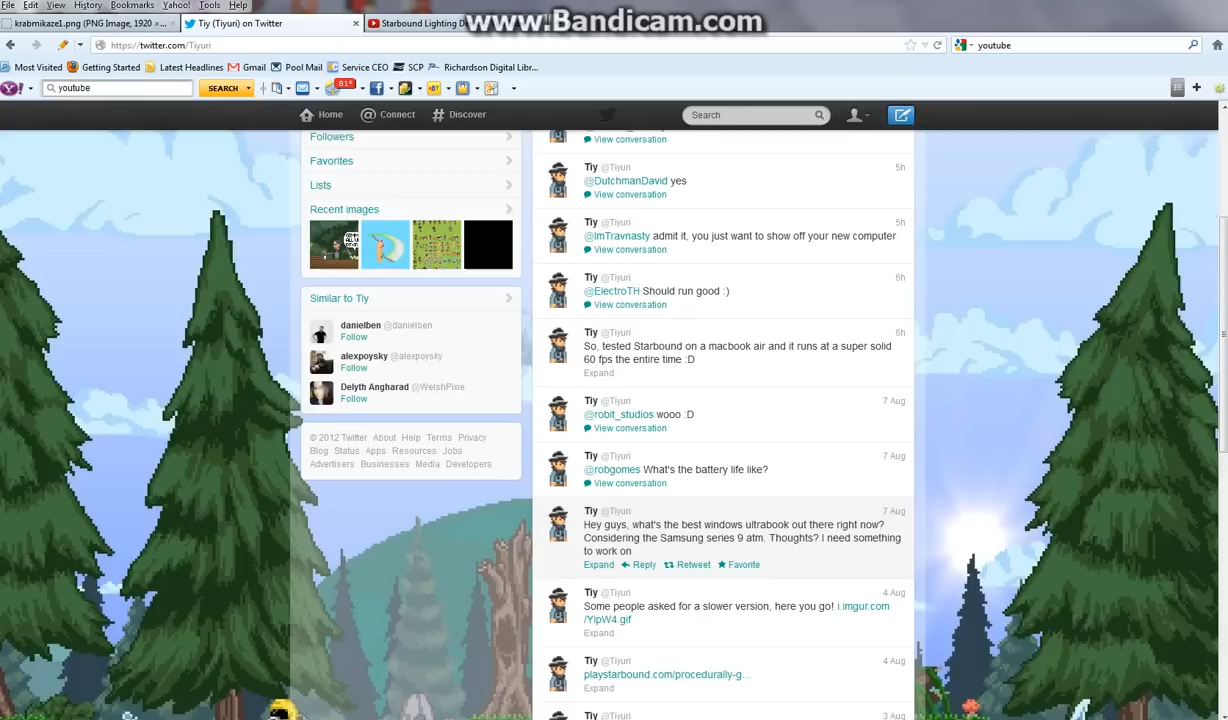 File Edit View History Bookmarks Yahoo! Tools Help
www.Bandicam.com
krabmikaze1.png (PNG Image, 1920 ×... Tiy (Tiyuri) on Twitter Starbound Lighting D
https://twitter.com/Tiyuri youtube
Most Visited Getting Started Latest Headlines Gmail Pool Mail Service CEO SCP Richardson Digital Libr...
youtube SEARCH 81°
Home Connect Discover Search
Followers
Favorites
Lists
Recent images
Similar to Tiy
danielben @danielben
Follow
alexpoysky @alexpoysky
Follow
Delyth Angharad @WelshPixie
Follow
© 2012 Twitter About Help Terms Privacy
Blog Status Apps Resources Jobs
Advertisers Businesses Media Developers
View conversation
Tiy @Tiyuri 5h
@DutchmanDavid yes
View conversation
Tiy @Tiyuri 5h
@ImTravnasty admit it, you just want to show off your new computer
View conversation
Tiy @Tiyuri 6h
@ElectroTH Should run good :)
View conversation
Tiy @Tiyuri 6h
So, tested Starbound on a macbook air and it runs at a super solid
60 fps the entire time :D
Expand
Tiy @Tiyuri 7 Aug
@robit_studios wooo :D
View conversation
Tiy @Tiyuri 7 Aug
@robgomes What's the battery life like?
View conversation
Tiy @Tiyuri 7 Aug
Hey guys, what's the best windows ultrabook out there right now?
Considering the Samsung series 9 atm. Thoughts? I need something
to work on
Expand Reply Retweet Favorite
Tiy @Tiyuri 4 Aug
Some people asked for a slower version, here you go! i.imgur.com
/YlpW4.gif
Expand
Tiy @Tiyuri 4 Aug
playstarbound.com/procedurally-g...
Expand
Tiy @Tiyuri 3 Aug